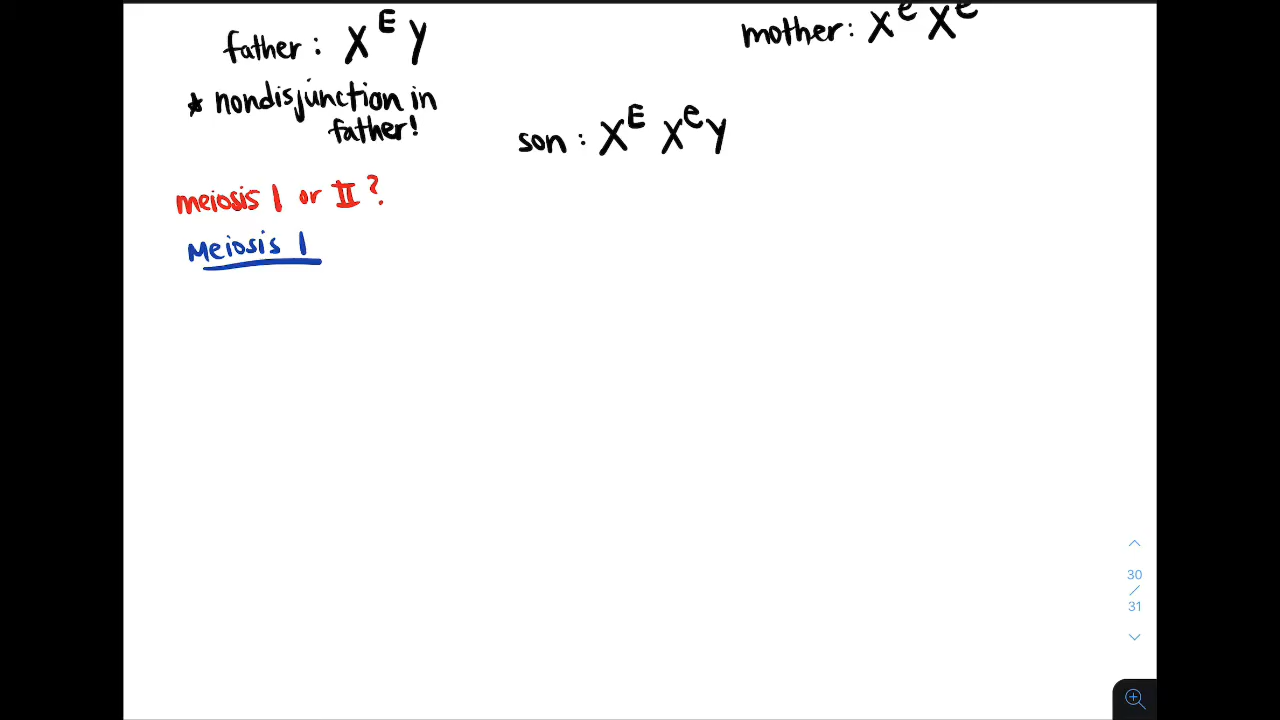 father: X^E Y
mother: X^e X^e
* nondisjunction in
father!
son: X^E X^e Y
meiosis I or II?
Meiosis I
30
/
31